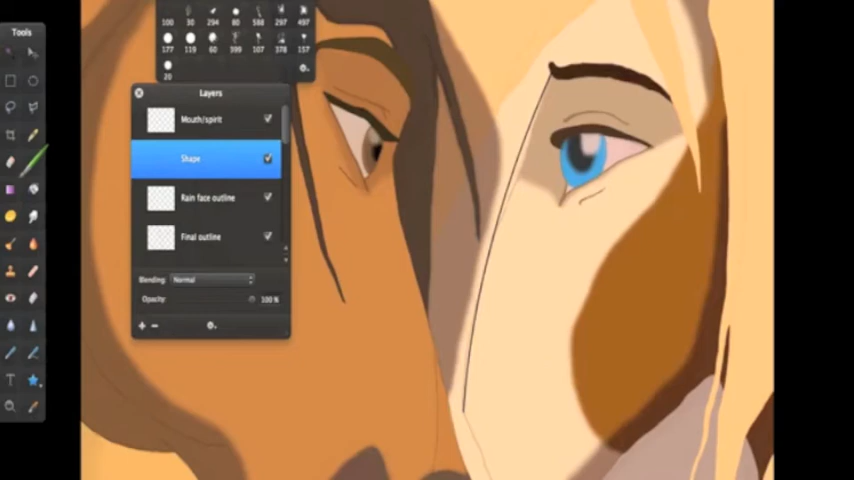 Tools
100 30 294 80 568 297 497
177 119 60 399 107 378 157
20
Layers
Mouth/spirit
Shape
Rain face outline
Final outline
Blending: Normal
Opacity: 100%
T